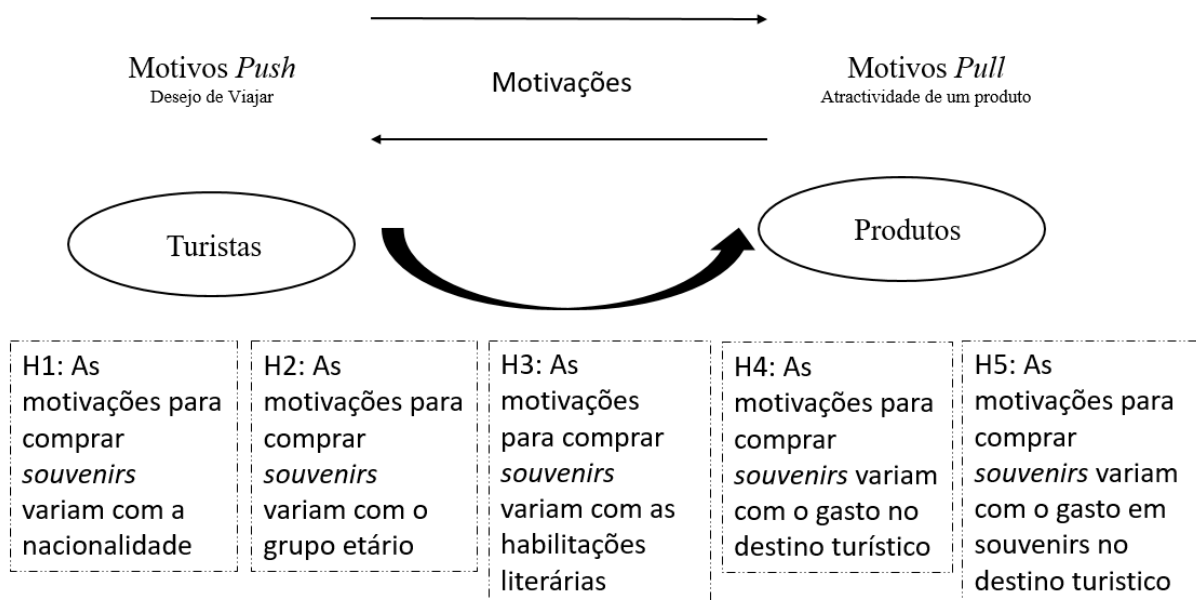 Motivos Push
Desejo de Viajar
Motivações
Motivos Pull
Atractividade de um produto
Turistas
Produtos
H1: As
motivações para
comprar
souvenirs
variam com a
nacionalidade
H2: As
motivações para
comprar
souvenirs
variam com o
grupo etário
H3: As
motivações
para comprar
souvenirs
variam com as
habilitações
literárias
H4: As
motivações para
comprar
souvenirs variam
com o gasto no
destino turístico
H5: As
motivações para
comprar
souvenirs variam
com o gasto em
souvenirs no
destino turistico